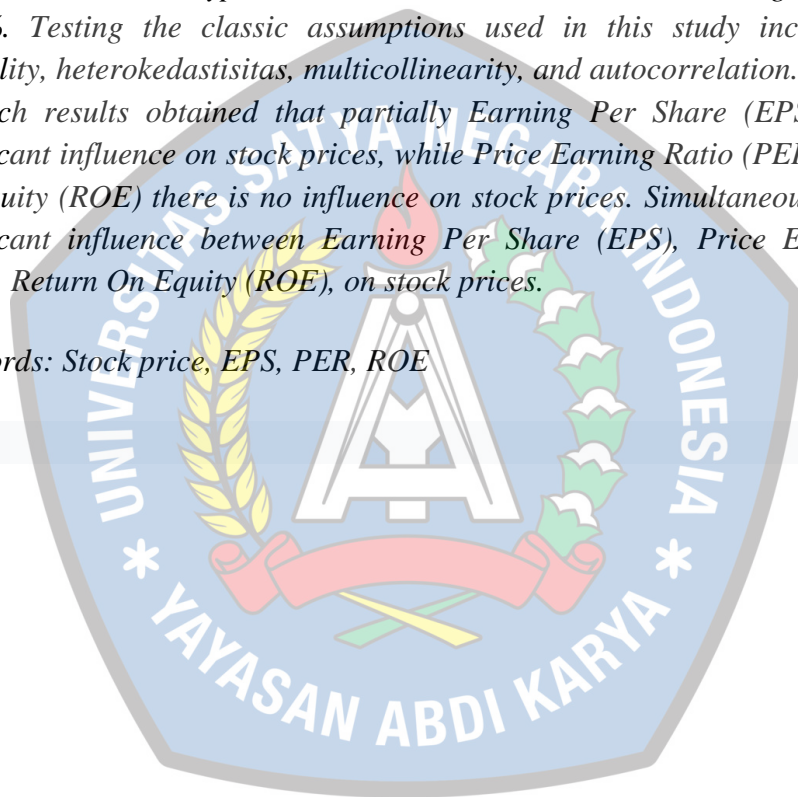 . Testing the classic assumptions used in this study inc
lity, heterokedastisitas, multicollinearity, and autocorrelation.
ch results obtained that partially Earning Per Share (EPS
cant influence on stock prices, while Price Earning Ratio (PER
uity (ROE) there is no influence on stock prices. Simultaneou
cant influence between Earning Per Share (EPS), Price E
Return On Equity (ROE), on stock prices.
ords: Stock price, EPS, PER, ROE
UNIVERSITAS SATYA NEGARA INDONESIA
* YAYASAN ABDI KARYA *